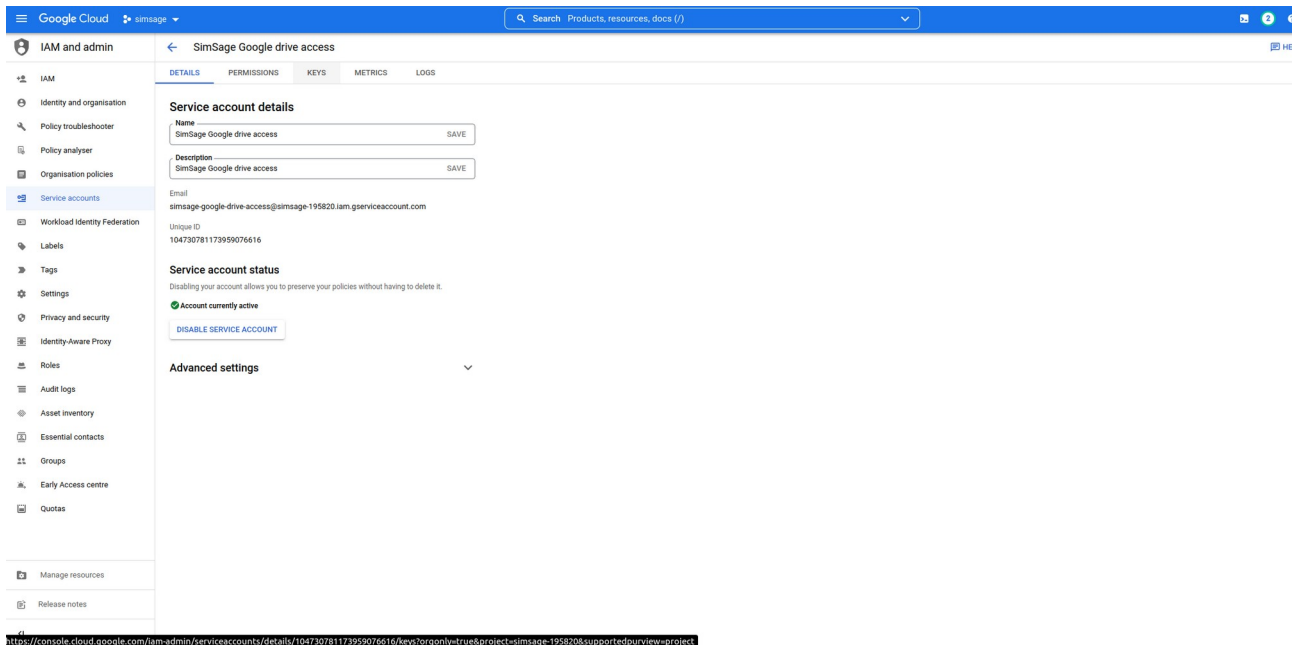 Google Cloud simsage Search Products, resources, docs (/) 2
IAM and admin
SimSage Google drive access
HE
DETAILS PERMISSIONS KEYS METRICS LOGS
IAM
Identity and organisation
Policy troubleshooter
Policy analyser
Organisation policies
Service accounts
Workload Identity Federation
Labels
Tags
Settings
Privacy and security
Identity-Aware Proxy
Roles
Audit logs
Asset inventory
Essential contacts
Groups
Early Access centre
Quotas
Manage resources
Release notes
Service account details
Name
SimSage Google drive access SAVE
Description
SimSage Google drive access SAVE
Email
simsage-google-drive-access@simsage-195820.iam.gserviceaccount.com
Unique ID
104730781173959076616
Service account status
Disabling your account allows you to preserve your policies without having to delete it.
Account currently active
DISABLE SERVICE ACCOUNT
Advanced settings
https://console.cloud.google.com/iam-admin/serviceaccounts/details/104730781173959076616/keys?orgonly=true&project=simsage-195820&supportedpurview=project